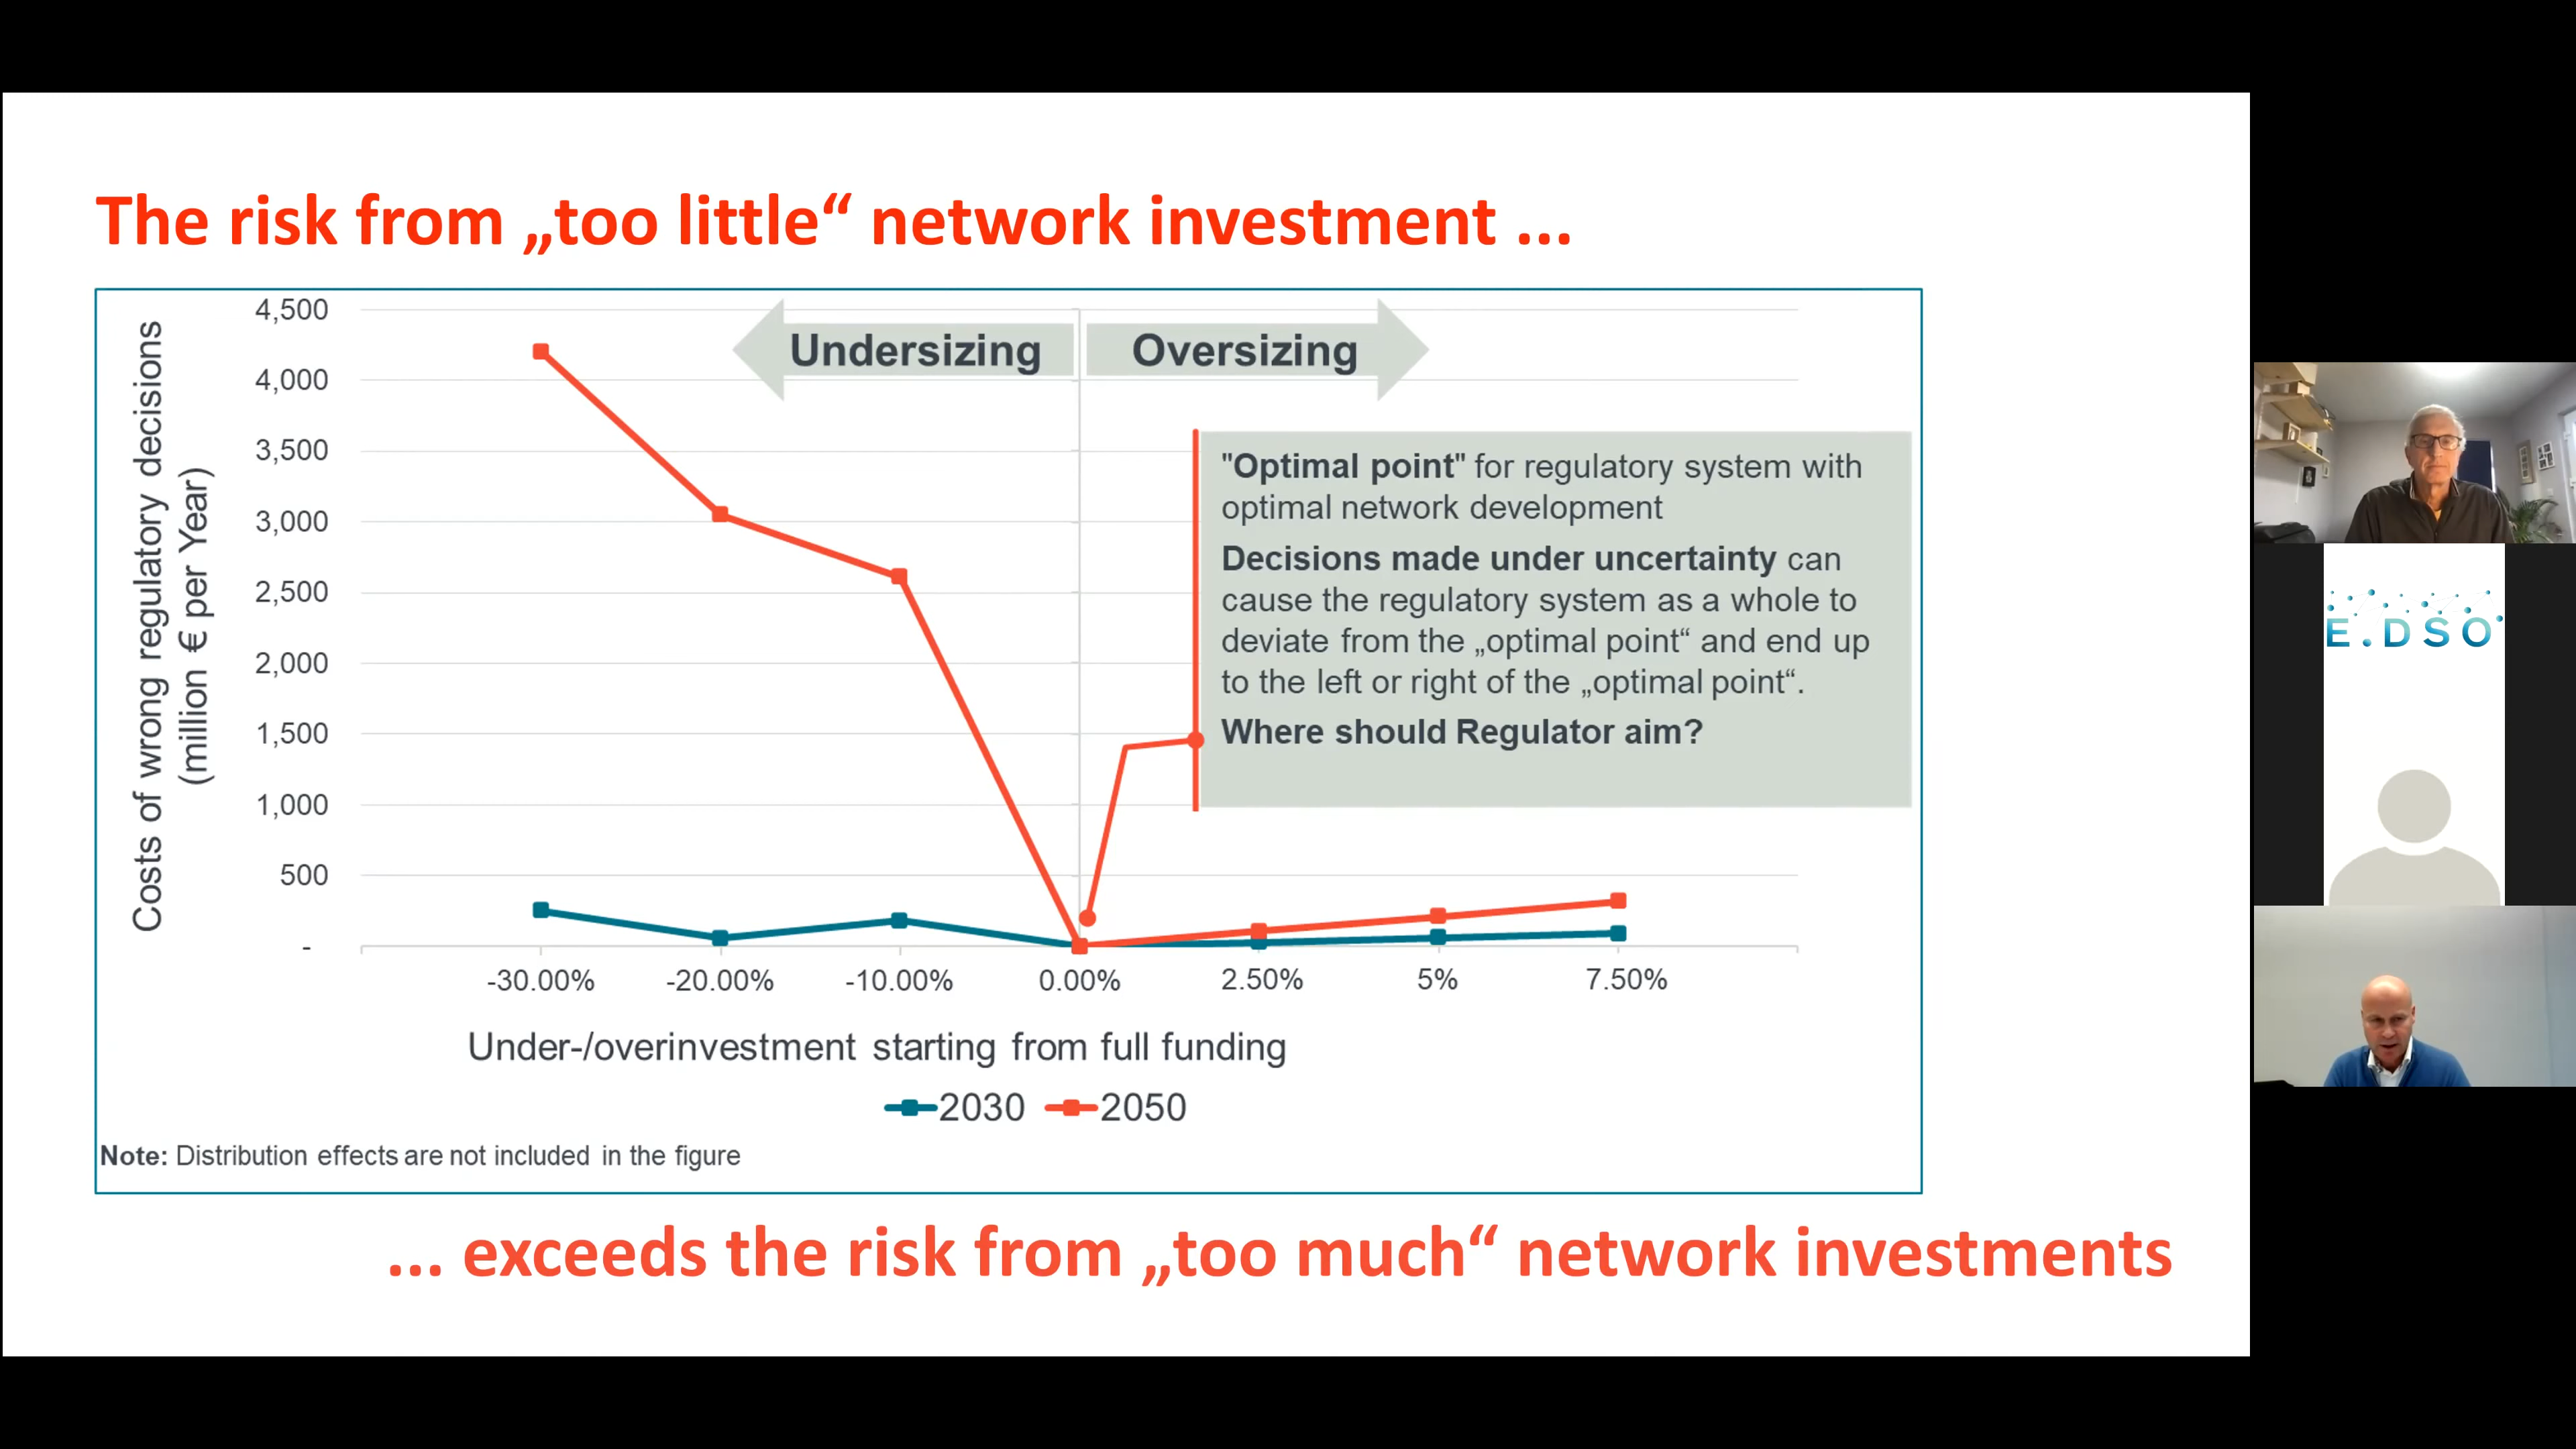 The risk from „too little“ network investment ...
Costs of wrong regulatory decisions
(million € per Year)
4,500
4,000
3,500
3,000
2,500
2,000
1,500
1,000
500
-
Undersizing
Oversizing
"Optimal point" for regulatory system with
optimal network development
Decisions made under uncertainty can
cause the regulatory system as a whole to
deviate from the „optimal point“ and end up
to the left or right of the „optimal point“.
Where should Regulator aim?
-30.00%
-20.00%
-10.00%
0.00%
2.50%
5%
7.50%
Under-/overinvestment starting from full funding
2030
2050
Note: Distribution effects are not included in the figure
... exceeds the risk from „too much“ network investments
E.DSO